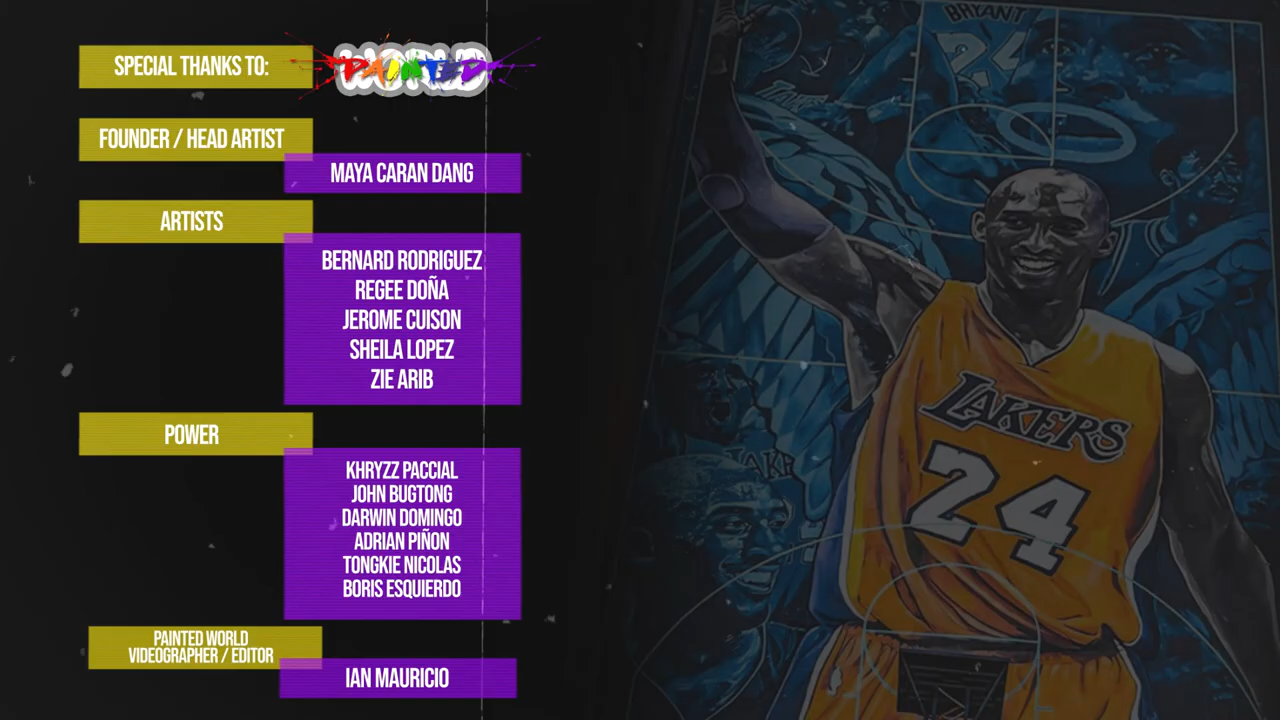 SPECIAL THANKS TO:
PAINTED
WORLD
FOUNDER / HEAD ARTIST
MAYA CARAN DANG
ARTISTS
BERNARD RODRIGUEZ
REGEE DOÑA
JEROME CUISON
SHEILA LOPEZ
ZIE ARIB
POWER
KHRYZZ PACCIAL
JOHN BUGTONG
DARWIN DOMINGO
ADRIAN PIÑON
TONGKIE NICOLAS
BORIS ESQUIERDO
PAINTED WORLD
VIDEOGRAPHER / EDITOR
IAN MAURICIO
BRYANT
24
LAKERS
24